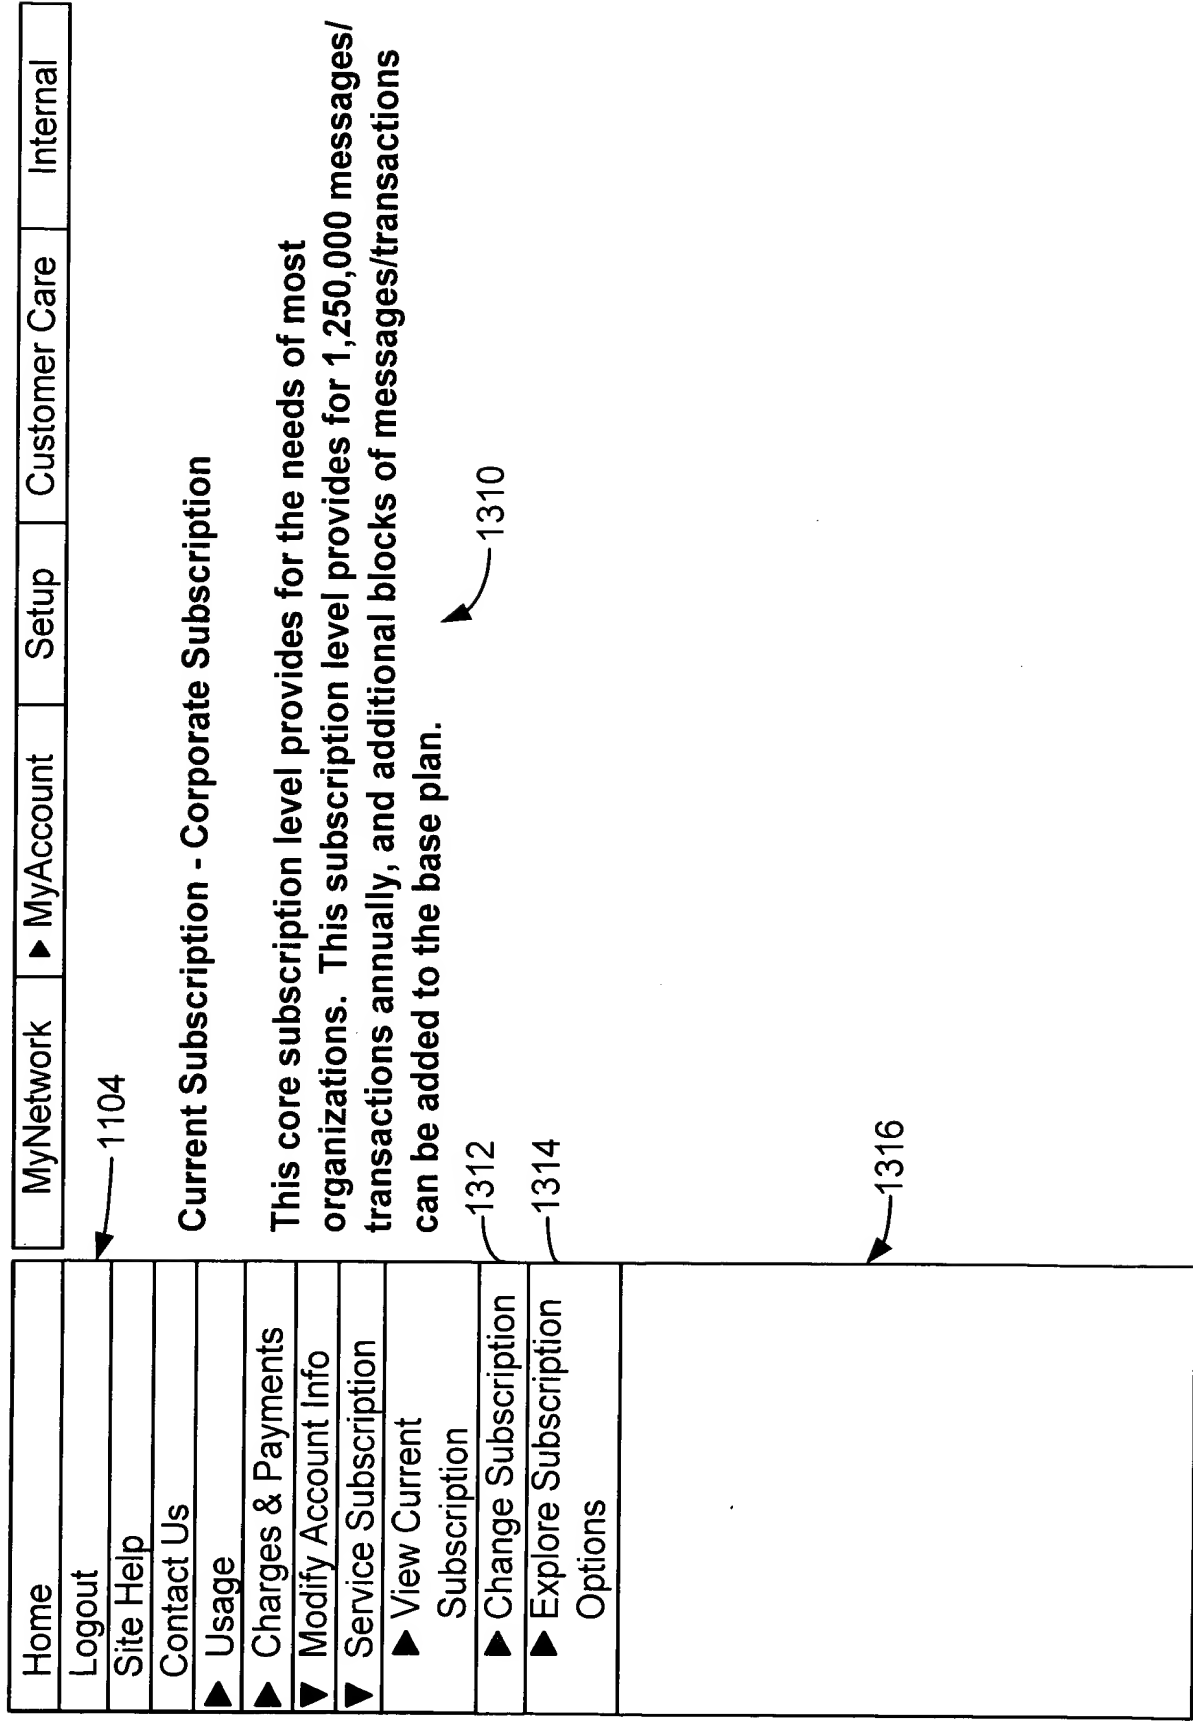 MyNetwork
▶ MyAccount
Setup
Customer Care
Internal
Home
Logout
Site Help
Contact Us
▶ Usage
▶ Charges & Payments
▼ Modify Account Info
▼ Service Subscription
▶ View Current
Subscription
▶ Change Subscription
▶ Explore Subscription
Options
1104
Current Subscription - Corporate Subscription
This core subscription level provides for the needs of most
organizations. This subscription level provides for 1,250,000 messages/
transactions annually, and additional blocks of messages/transactions
can be added to the base plan.
1310
1312
1314
1316